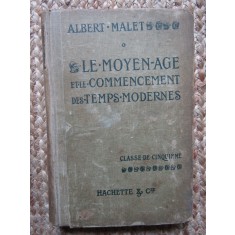 ALBERT·MALET
LE·MOYEN·AGE
ET·LE·COMMENCEMENT
DES·TEMPS·MODERNES
CLASSE DE CINQUIÈME
HACHETTE & Cie